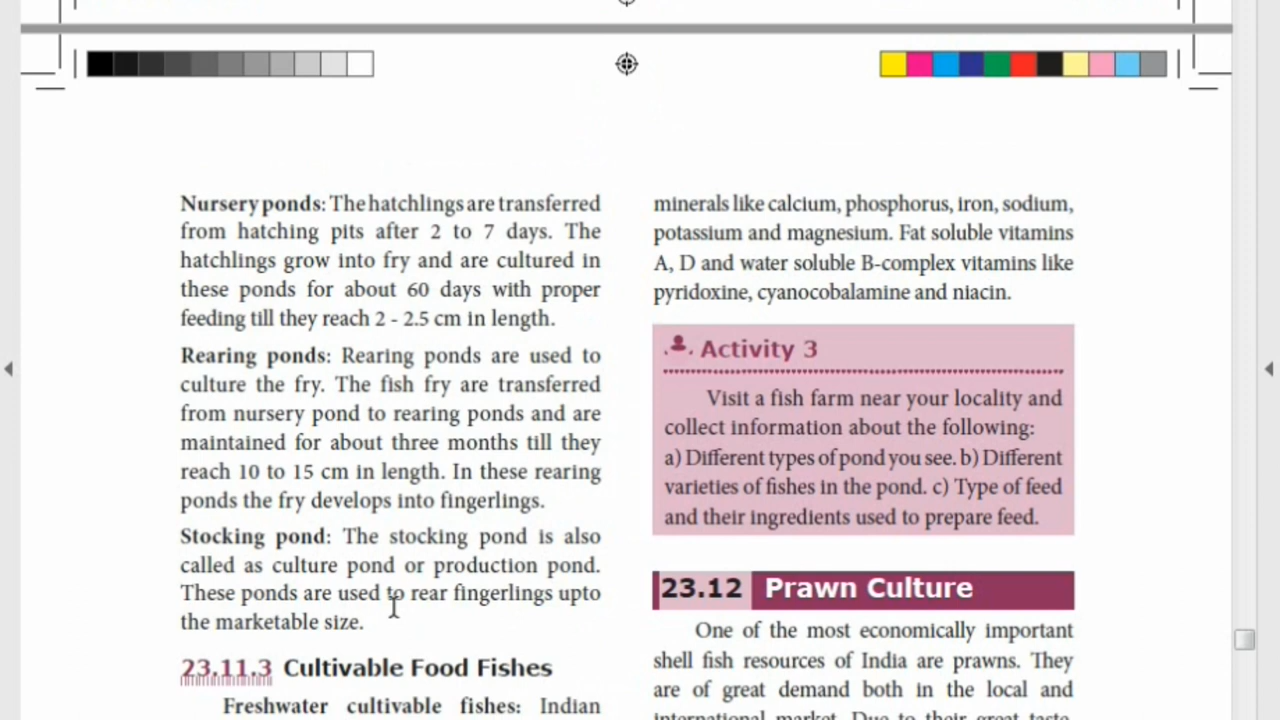 Nursery ponds: The hatchlings are transferred
from hatching pits after 2 to 7 days. The
hatchlings grow into fry and are cultured in
these ponds for about 60 days with proper
feeding till they reach 2 - 2.5 cm in length.
Rearing ponds: Rearing ponds are used to
culture the fry. The fish fry are transferred
from nursery pond to rearing ponds and are
maintained for about three months till they
reach 10 to 15 cm in length. In these rearing
ponds the fry develops into fingerlings.
Stocking pond: The stocking pond is also
called as culture pond or production pond.
These ponds are used to rear fingerlings upto
the marketable size.
23.11.3 Cultivable Food Fishes
Freshwater cultivable fishes: Indian
minerals like calcium, phosphorus, iron, sodium,
potassium and magnesium. Fat soluble vitamins
A, D and water soluble B-complex vitamins like
pyridoxine, cyanocobalamine and niacin.
Activity 3
Visit a fish farm near your locality and
collect information about the following:
a) Different types of pond you see. b) Different
varieties of fishes in the pond. c) Type of feed
and their ingredients used to prepare feed.
23.12 Prawn Culture
One of the most economically important
shell fish resources of India are prawns. They
are of great demand both in the local and
international market. Due to their great taste,